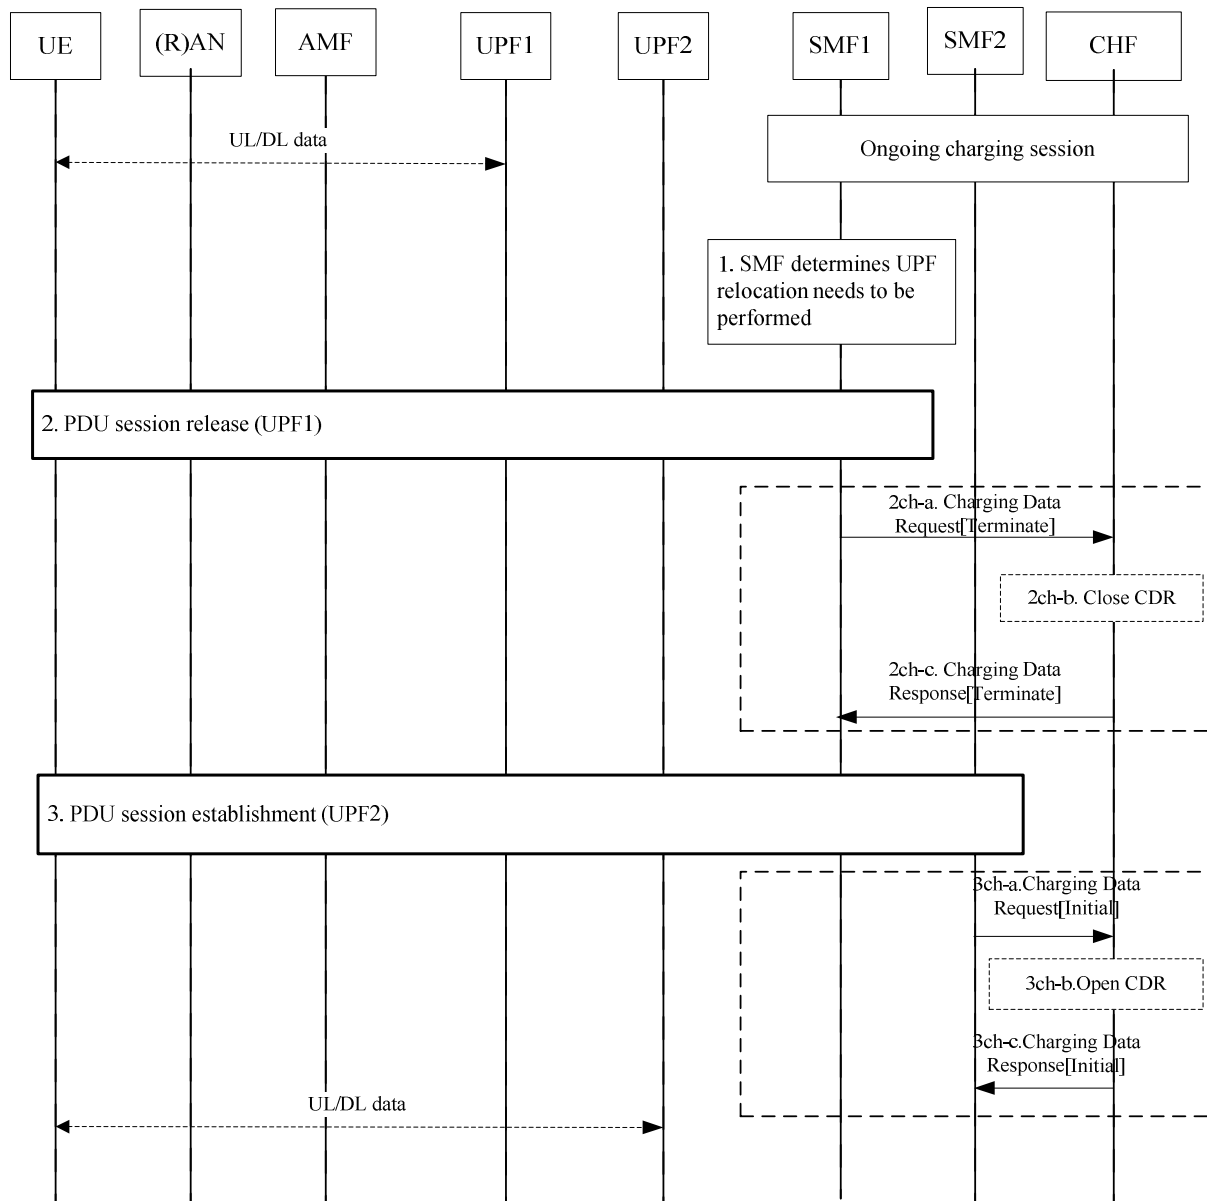 UE
(R)AN
AMF
UPF1
UPF2
SMF1
SMF2
CHF
UL/DL data
Ongoing charging session
1. SMF determines UPF
relocation needs to be
performed
2. PDU session release (UPF1)
2ch-a. Charging Data
Request[Terminate]
2ch-b. Close CDR
2ch-c. Charging Data
Response[Terminate]
3. PDU session establishment (UPF2)
3ch-a.Charging Data
Request[Initial]
3ch-b.Open CDR
3ch-c.Charging Data
Response[Initial]
UL/DL data